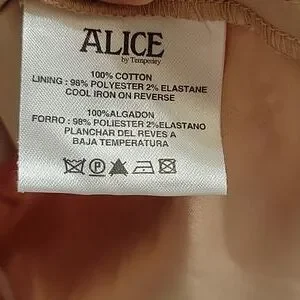 ALICE
by Temperley
100% COTTON
LINING : 98% POLYESTER 2% ELASTANE
COOL IRON ON REVERSE
100%ALGADON
FORRO : 98% POLIESTER 2%ELASTANO
PLANCHAR DEL REVES A
BAJA TEMPERATURA